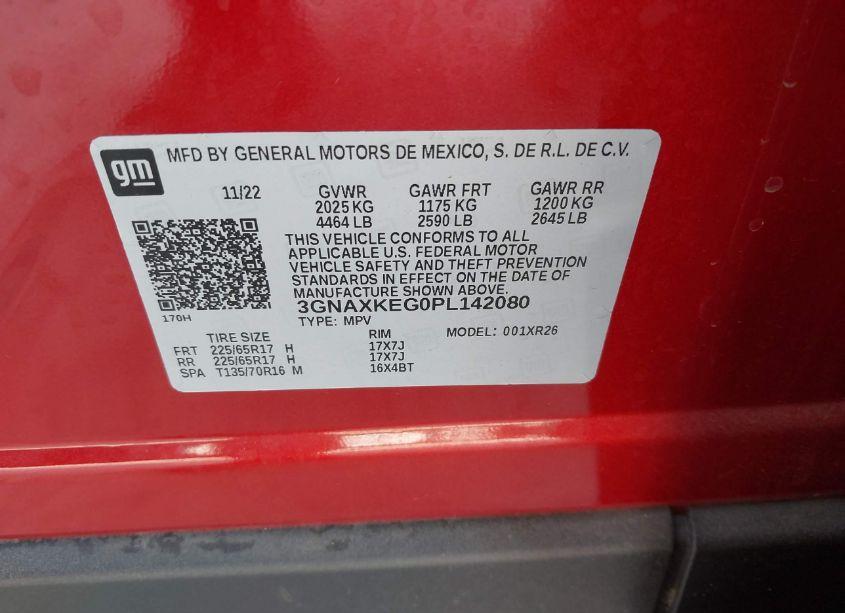 gm
MFD BY GENERAL MOTORS DE MEXICO, S. DE R.L. DE C.V.
11/22 GVWR GAWR FRT GAWR RR
2025 KG 1175 KG 1200 KG
4464 LB 2590 LB 2645 LB
THIS VEHICLE CONFORMS TO ALL
APPLICABLE U.S. FEDERAL MOTOR
VEHICLE SAFETY AND THEFT PREVENTION
STANDARDS IN EFFECT ON THE DATE OF
MANUFACTURE SHOWN ABOVE.
170H
3GNAXKEG0PL142080
TYPE: MPV MODEL: 001XR26
TIRE SIZE RIM
FRT 225/65R17 H 17X7J
RR 225/65R17 H 17X7J
SPA T135/70R16 M 16X4BT